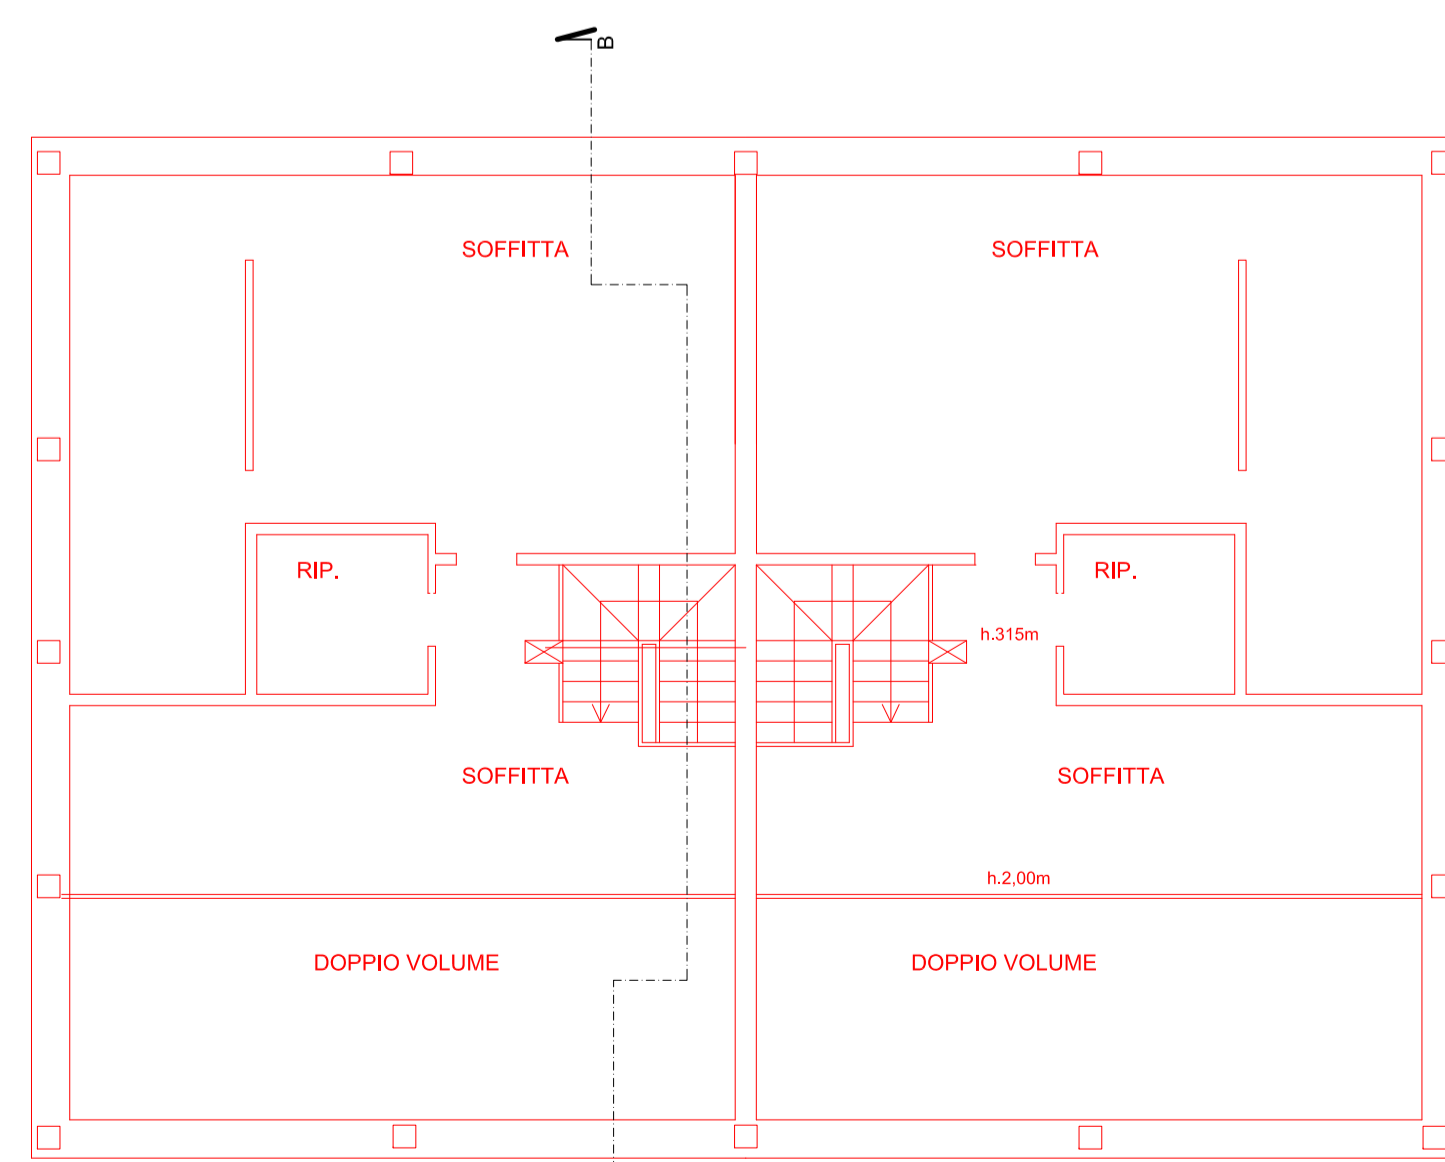 B
SOFFITTA
SOFFITTA
RIP.
RIP.
h.315m
SOFFITTA
SOFFITTA
h.2,00m
DOPPIO VOLUME
DOPPIO VOLUME